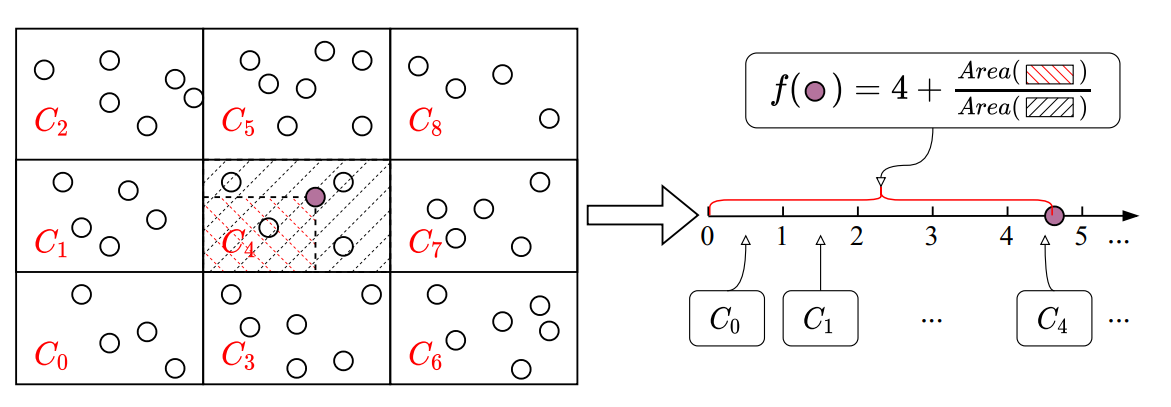 C₂ C₅ C₈
C₁ C₄ C₇
C₀ C₃ C₆
f( ) = 4 + Area( ) / Area( )
0 1 2 3 4 5 ...
C₀ C₁ ... C₄ ...